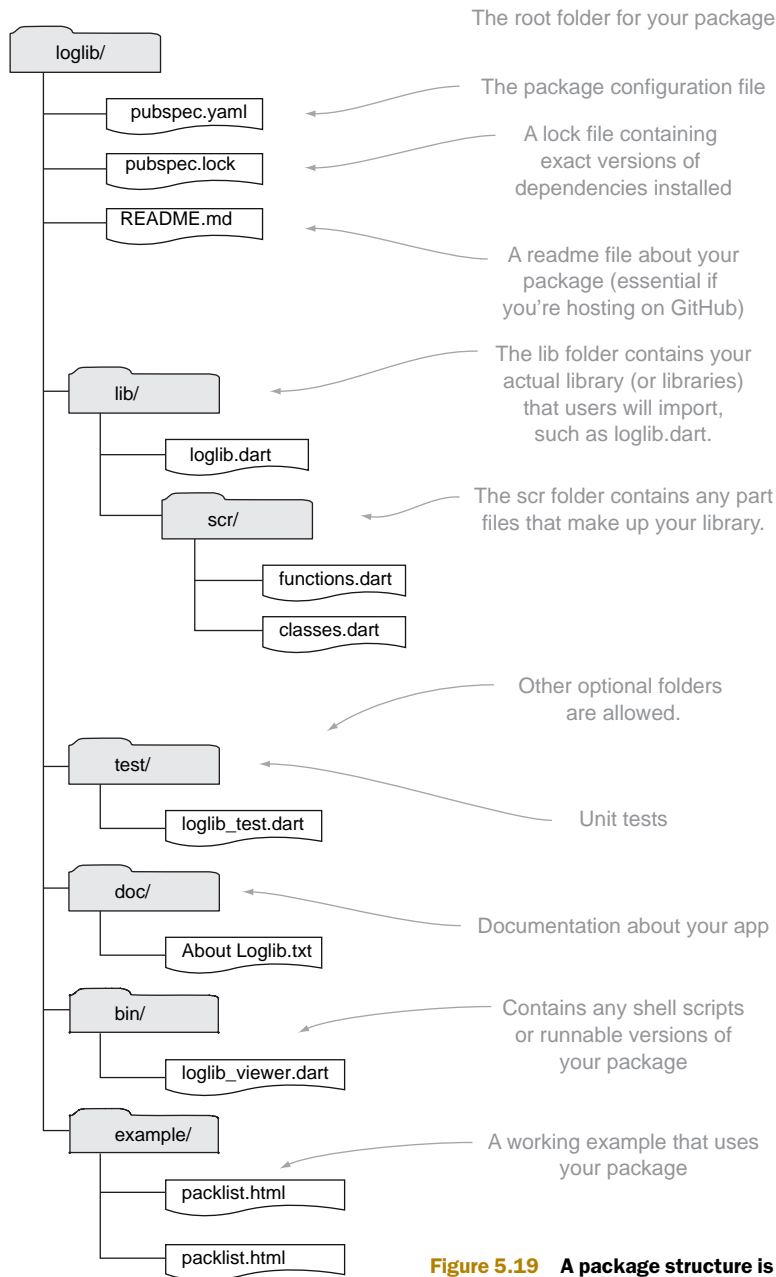 The root folder for your package
loglib/
pubspec.yaml
The package configuration file
pubspec.lock
A lock file containing
exact versions of
dependencies installed
README.md
A readme file about your
package (essential if
you're hosting on GitHub)
lib/
The lib folder contains your
actual library (or libraries)
that users will import,
such as loglib.dart.
loglib.dart
scr/
The scr folder contains any part
files that make up your library.
functions.dart
classes.dart
Other optional folders
are allowed.
test/
Unit tests
loglib_test.dart
doc/
Documentation about your app
About Loglib.txt
bin/
Contains any shell scripts
or runnable versions of
your package
loglib_viewer.dart
example/
A working example that uses
your package
packlist.html
packlist.html
Figure 5.19 A package structure is